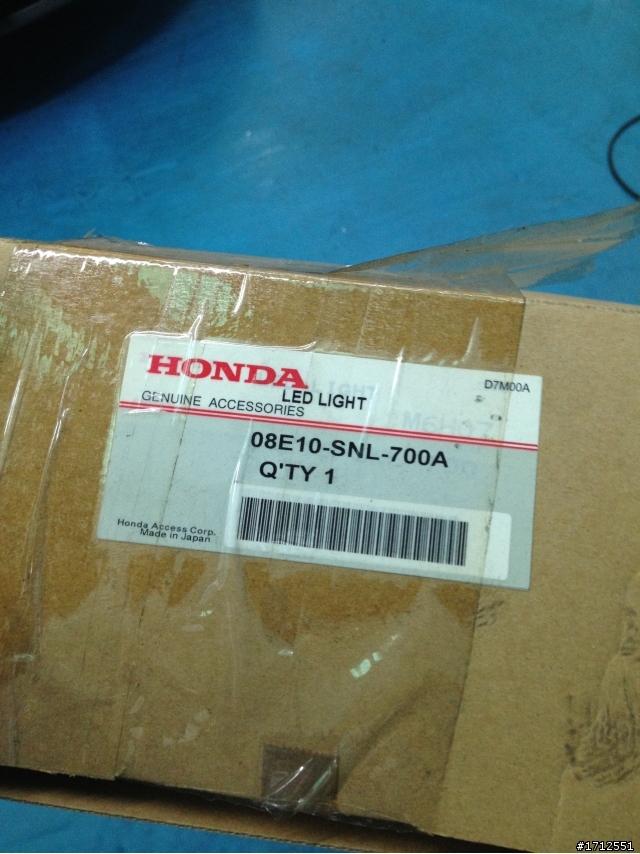 HONDA
D7M00A
LED LIGHT
GENUINE ACCESSORIES
08E10-SNL-700A
Q'TY 1
Honda Access Corp.
Made in Japan
#1712551